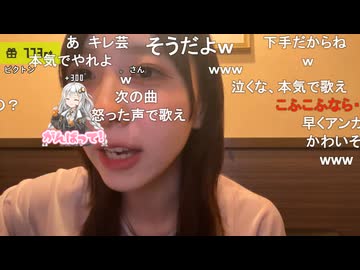 773pt
ピクトン
あ キレ芸
そうだよw
下手だからね
本気でやれよ
、さん
w
www
w
+300
次の曲
泣くな、本気で歌え
の？
怒った声で歌え
こふこふなら
がんばって!
早くアンカ
かわいそ
www